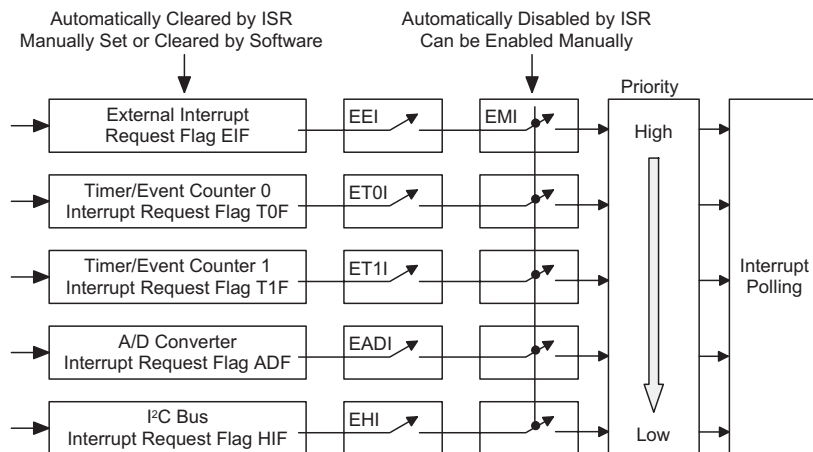 Automatically Cleared by ISR
Manually Set or Cleared by Software
Automatically Disabled by ISR
Can be Enabled Manually
Priority
External Interrupt
Request Flag EIF
EEI
EMI
High
Timer/Event Counter 0
Interrupt Request Flag T0F
ET0I
Timer/Event Counter 1
Interrupt Request Flag T1F
ET1I
Interrupt
Polling
A/D Converter
Interrupt Request Flag ADF
EADI
I²C Bus
Interrupt Request Flag HIF
EHI
Low